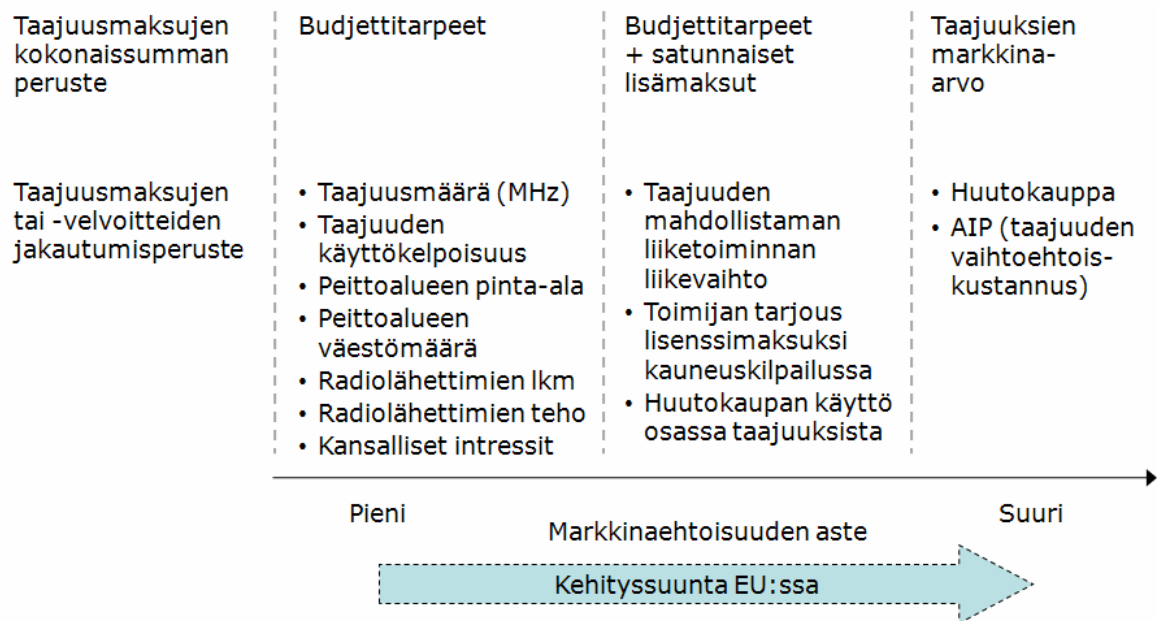 Taajuusmaksujen
kokonaissumman
peruste
Budjettitarpeet
Budjettitarpeet
+ satunnaiset
lisämaksut
Taajuuksien
markkina-
arvo
Taajuusmaksujen
tai -velvoitteiden
jakautumisperuste
• Taajuusmäärä (MHz)
• Taajuuden
käyttökelpoisuus
• Peittoalueen pinta-ala
• Peittoalueen
väestömäärä
• Radiolähettimien lkm
• Radiolähettimien teho
• Kansalliset intressit
• Taajuuden
mahdollistaman
liiketoiminnan
liikevaihto
• Toimijan tarjous
lisenssimaksuksi
kauneuskilpailussa
• Huutokaupan käyttö
osassa taajuuksista
• Huutokauppa
• AIP (taajuuden
vaihtoehtois-
kustannus)
Pieni
Suuri
Markkinaehtoisuuden aste
Kehityssuunta EU:ssa